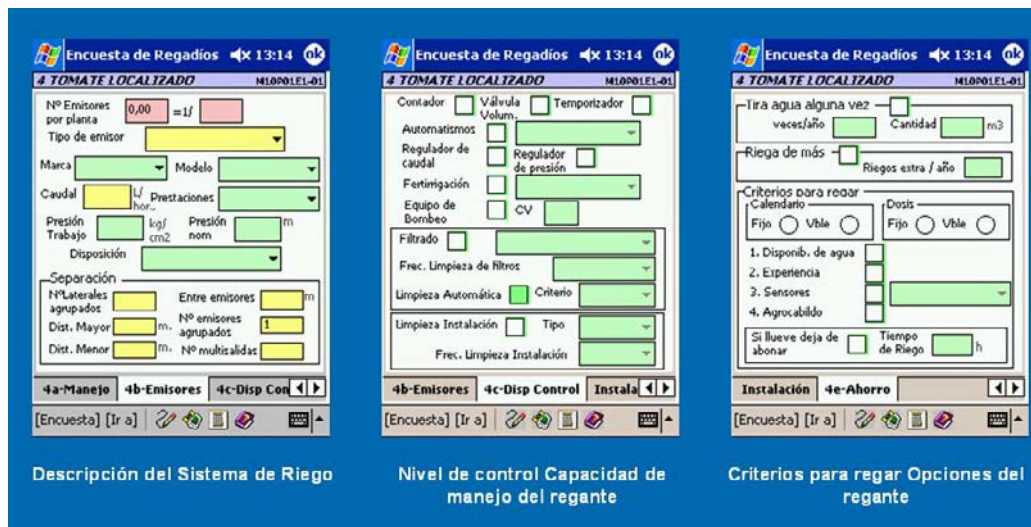 Encuesta de Regadíos 13:14 ok
4 TOMATE LOCALIZADO M10P01E1-01
Nº Emisores por planta 0,00 =1/
Tipo de emisor
Marca Modelo
Caudal L/ hor.. Prestaciones
Presión Trabajo kg/ cm2 Presión nom m
Disposición
Separación
NºLaterales agrupados Entre emisores m
Dist. Mayor m. Nº emisores agrupados 1
Dist. Menor m. Nº multisalidas
4a-Manejo 4b-Emisores 4c-Disp Con
[Encuesta] [Ir a]
Descripción del Sistema de Riego
Encuesta de Regadíos 13:14 ok
4 TOMATE LOCALIZADO M10P01E1-01
Contador Válvula Volum. Temporizador
Automatismos
Regulador de caudal Regulador de presión
Fertirrigación
Equipo de Bombeo CV
Filtrado
Frec. Limpieza de filtros
Limpieza Automática Criterio
Limpieza Instalación Tipo
Frec. Limpieza Instalación
4b-Emisores 4c-Disp Control Instala
[Encuesta] [Ir a]
Nivel de control Capacidad de
manejo del regante
Encuesta de Regadíos 13:14 ok
4 TOMATE LOCALIZADO M10P01E1-01
Tira agua alguna vez
veces/año Cantidad m3
Riega de más
Riegos extra / año
Criterios para regar
Calendario Dosis
Fijo Vble Fijo Vble
1. Disponib. de agua
2. Experiencia
3. Sensores
4. Agrocabildo
Si llueve deja de abonar Tiempo de Riego h
Instalación 4e-Ahorro
[Encuesta] [Ir a]
Criterios para regar Opciones del
regante